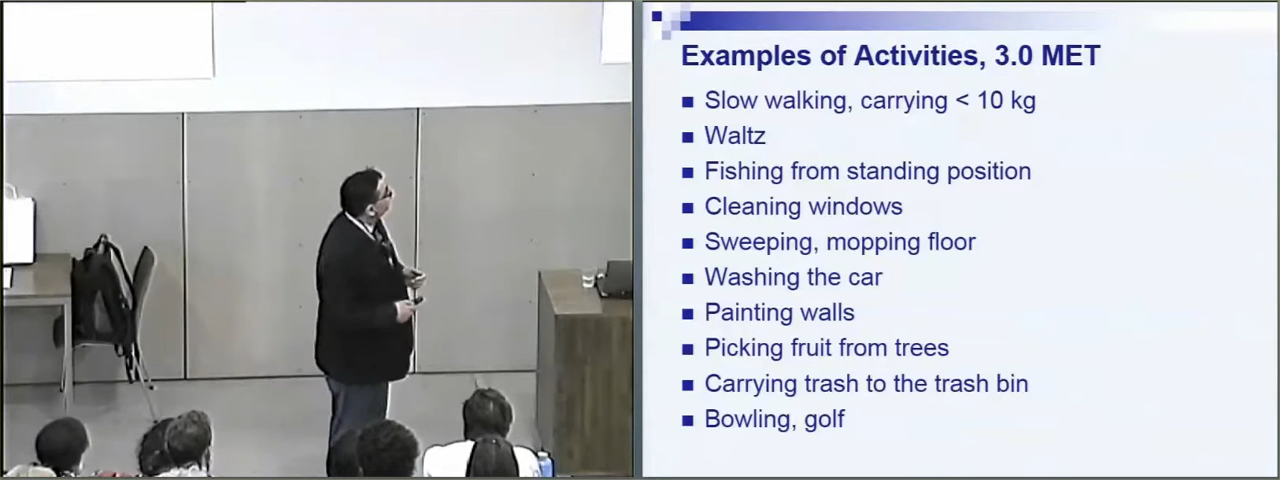 Examples of Activities, 3.0 MET
Slow walking, carrying < 10 kg
Waltz
Fishing from standing position
Cleaning windows
Sweeping, mopping floor
Washing the car
Painting walls
Picking fruit from trees
Carrying trash to the trash bin
Bowling, golf